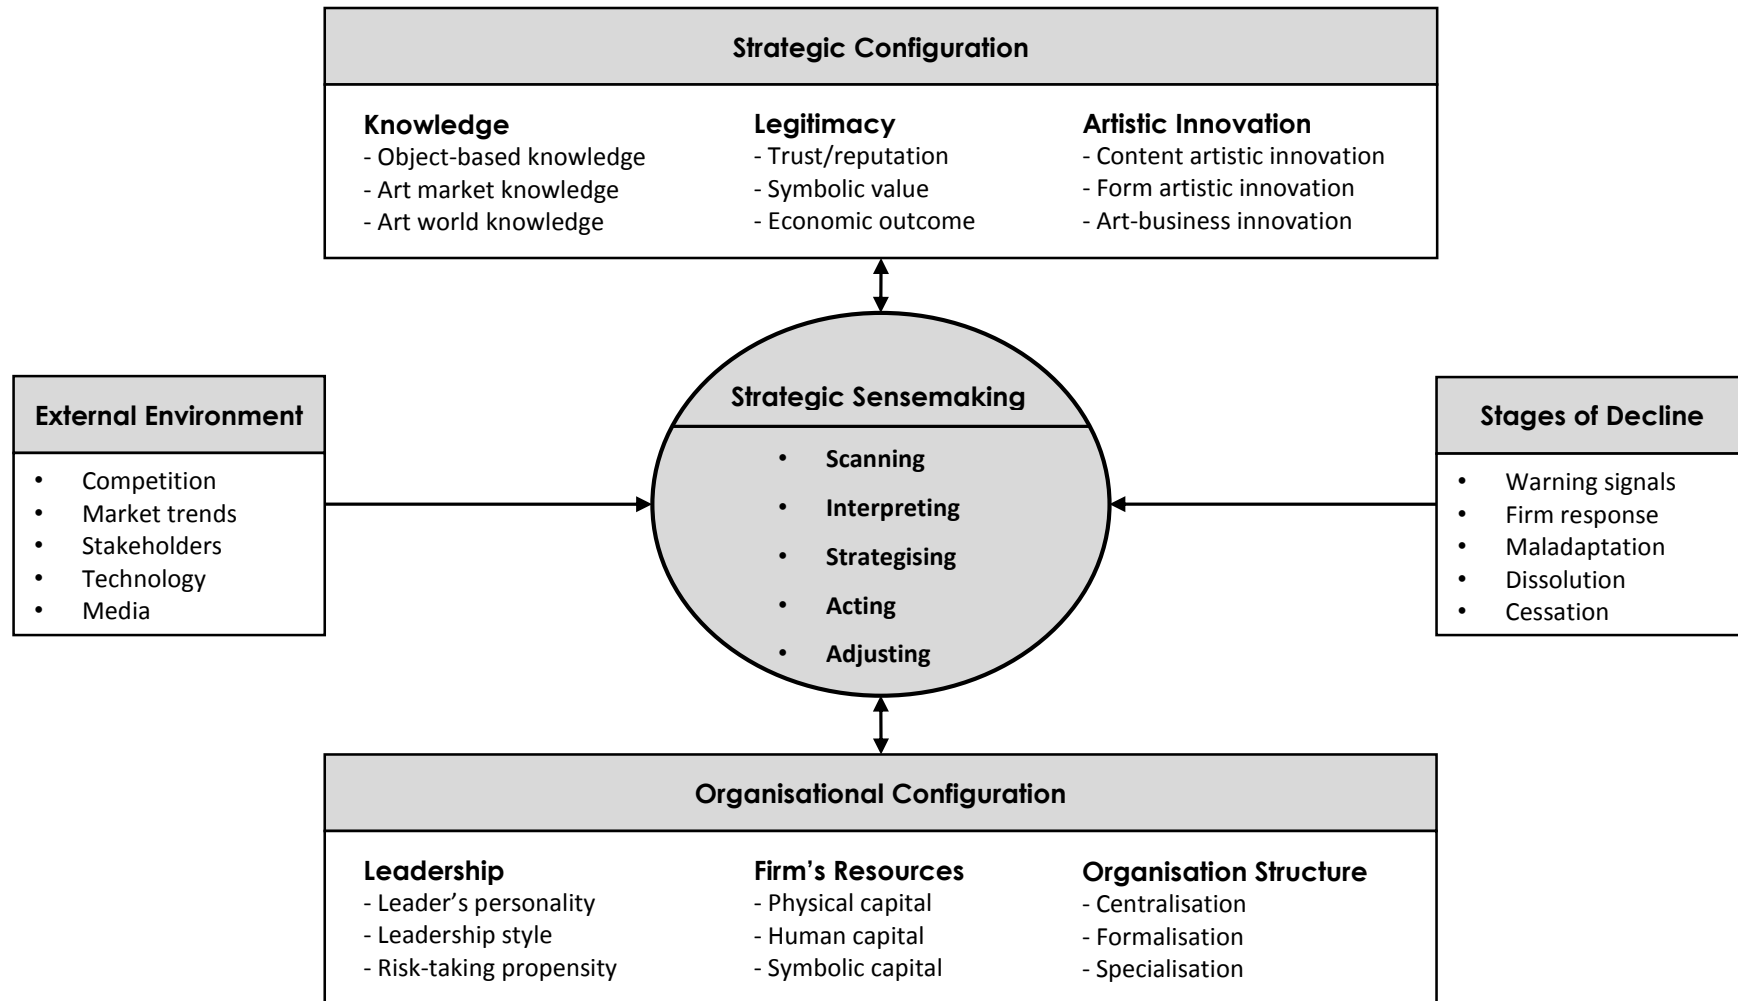 Strategic Configuration
Knowledge
- Object-based knowledge
- Art market knowledge
- Art world knowledge
Legitimacy
- Trust/reputation
- Symbolic value
- Economic outcome
Artistic Innovation
- Content artistic innovation
- Form artistic innovation
- Art-business innovation
External Environment
• Competition
• Market trends
• Stakeholders
• Technology
• Media
Strategic Sensemaking
• Scanning
• Interpreting
• Strategising
• Acting
• Adjusting
Stages of Decline
• Warning signals
• Firm response
• Maladaptation
• Dissolution
• Cessation
Organisational Configuration
Leadership
- Leader’s personality
- Leadership style
- Risk-taking propensity
Firm’s Resources
- Physical capital
- Human capital
- Symbolic capital
Organisation Structure
- Centralisation
- Formalisation
- Specialisation